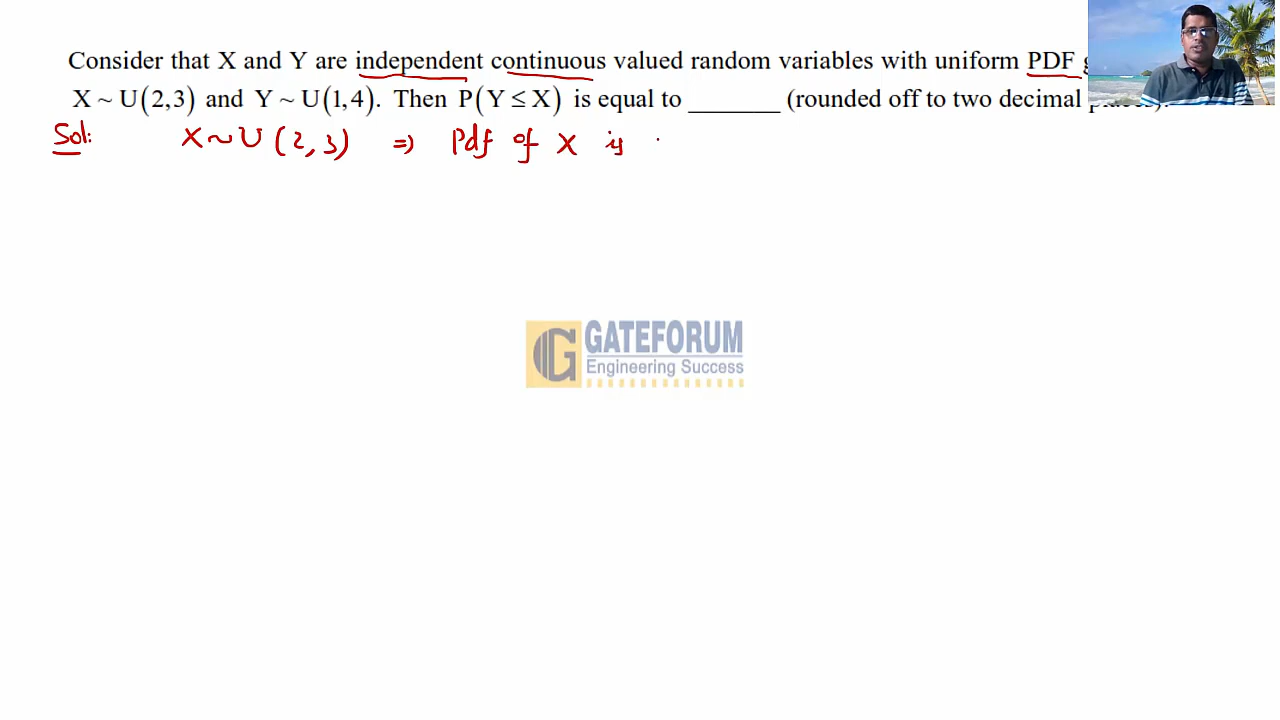 Consider that X and Y are independent continuous valued random variables with uniform PDF
X ~ U(2,3) and Y ~ U(1,4). Then P(Y ≤ X) is equal to _______ (rounded off to two decimal
Sol: X~U(2,3) ⇒ Pdf of X is
GATEFORUM
Engineering Success